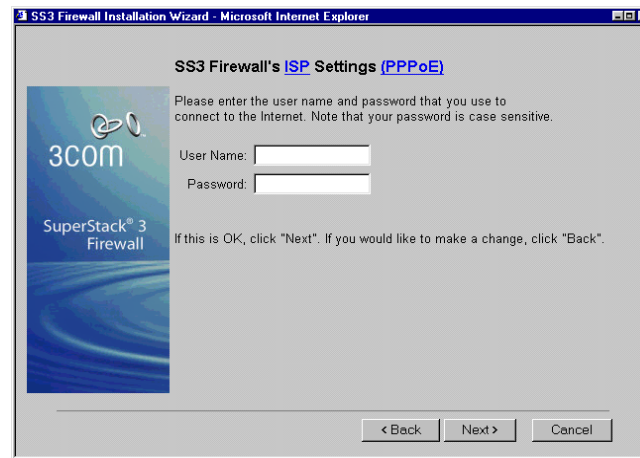 SS3 Firewall Installation Wizard - Microsoft Internet Explorer
SS3 Firewall's ISP Settings (PPPoE)
Please enter the user name and password that you use to
connect to the Internet. Note that your password is case sensitive.
3COM
User Name:
Password:
SuperStack® 3
Firewall
If this is OK, click "Next". If you would like to make a change, click "Back".
< Back
Next >
Cancel